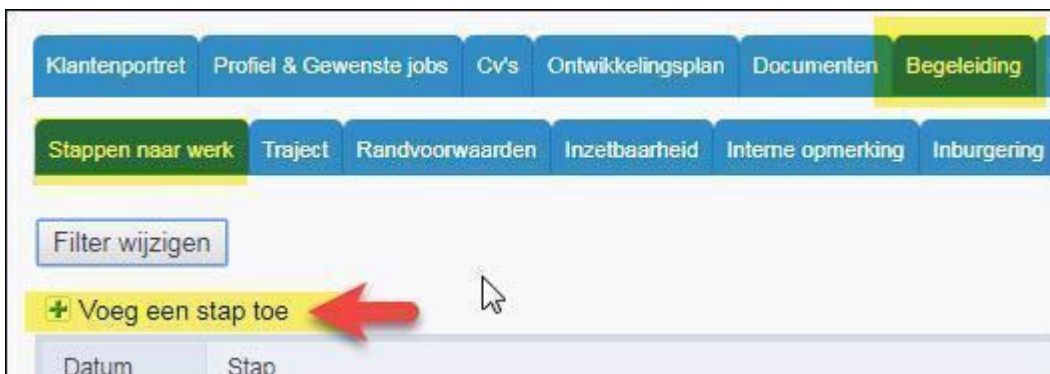 Klantenportret Profiel & Gewenste jobs Cv's Ontwikkelingsplan Documenten Begeleiding
Stappen naar werk Traject Randvoorwaarden Inzetbaarheid Interne opmerking Inburgering
Filter wijzigen
Voeg een stap toe
Datum Stap